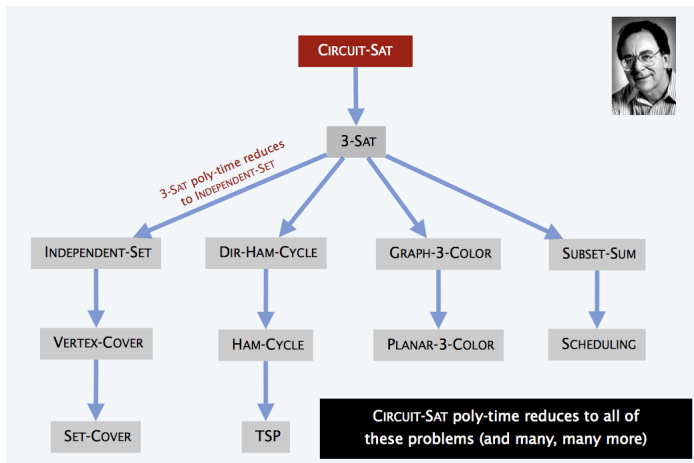 CIRCUIT-SAT
3-SAT
3-SAT poly-time reduces
to INDEPENDENT-SET
INDEPENDENT-SET
DIR-HAM-CYCLE
GRAPH-3-COLOR
SUBSET-SUM
VERTEX-COVER
HAM-CYCLE
PLANAR-3-COLOR
SCHEDULING
SET-COVER
TSP
CIRCUIT-SAT poly-time reduces to all of
these problems (and many, many more)